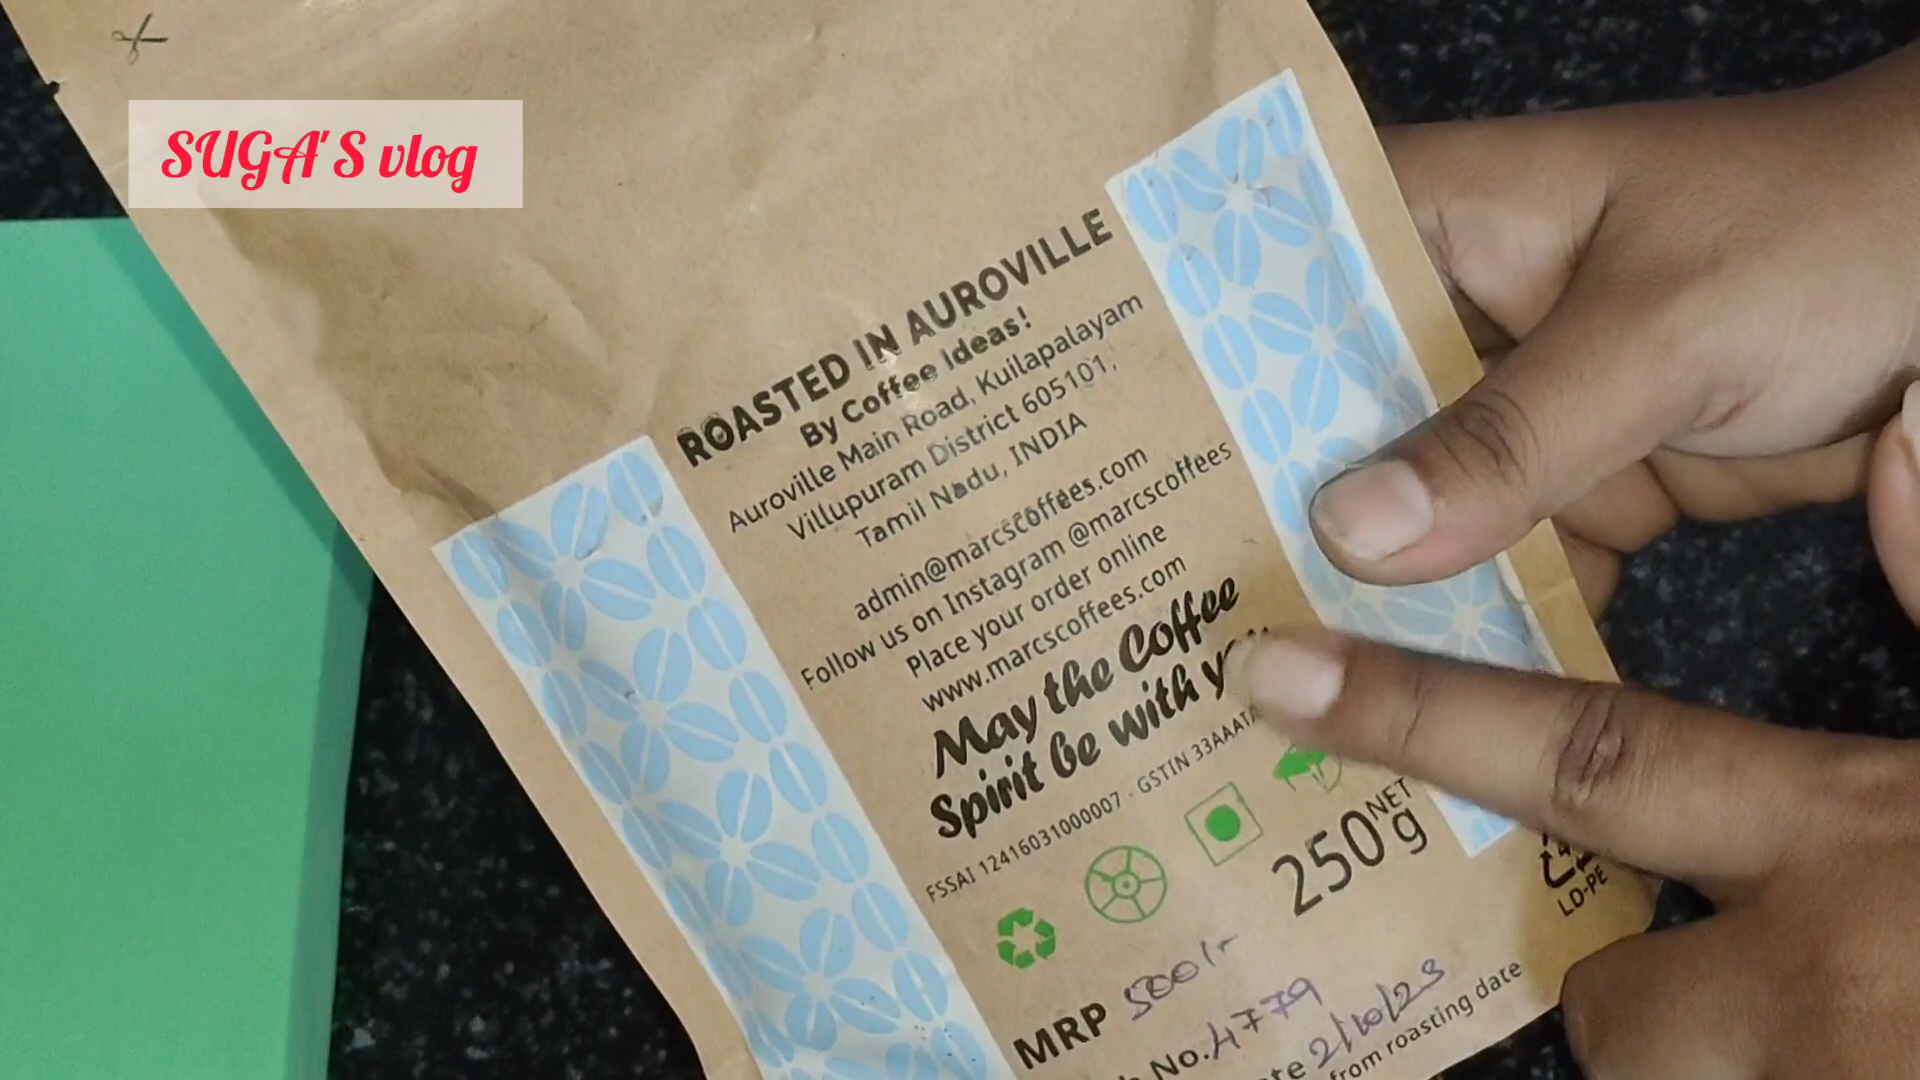 SUGA'S vlog
ROASTED IN AUROVILLE
By Coffee Ideas!
Auroville Main Road, Kuilapalayam
Villupuram District 605101,
Tamil Nadu, INDIA
admin@marcscoffees.com
Follow us on Instagram @marcscoffees
Place your order online
www.marcscoffees.com
May the Coffee
Spirit be with
FSSAI 12416031000007 - GSTIN
250 NET g
LD-PE
MRP 500/-
No. 4779
2/10/23
from roasting date